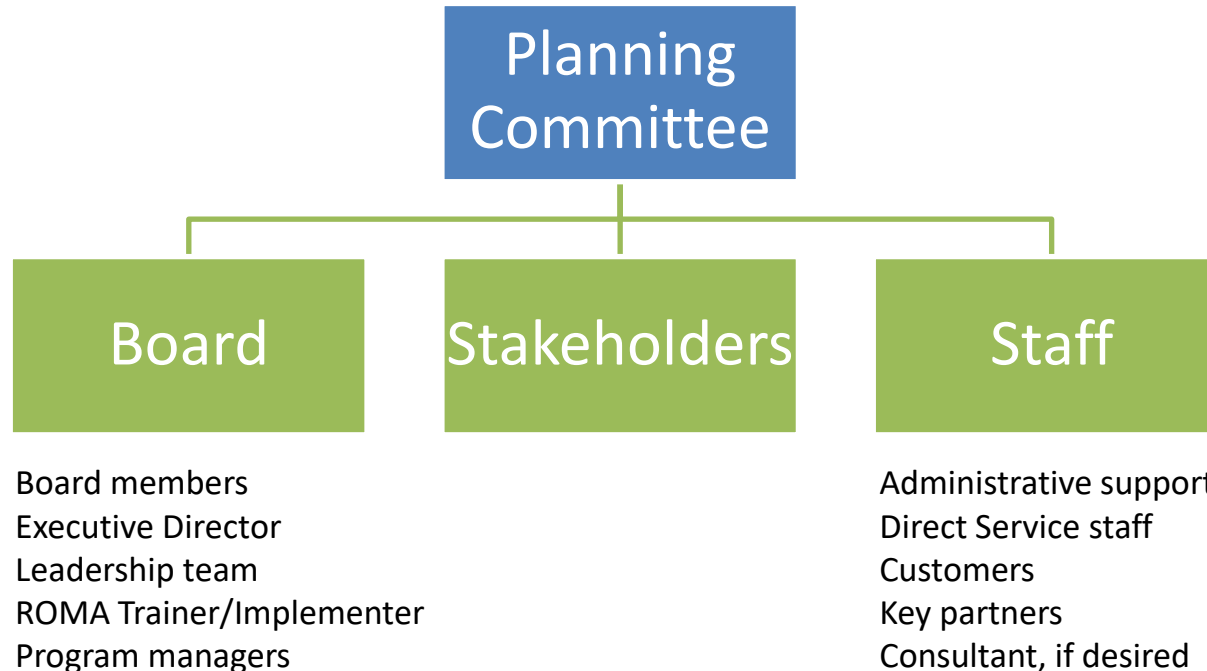 Planning
Committee
Board
Stakeholders
Staff
Board members
Executive Director
Leadership team
ROMA Trainer/Implementer
Program managers
Administrative support
Direct Service staff
Customers
Key partners
Consultant, if desired